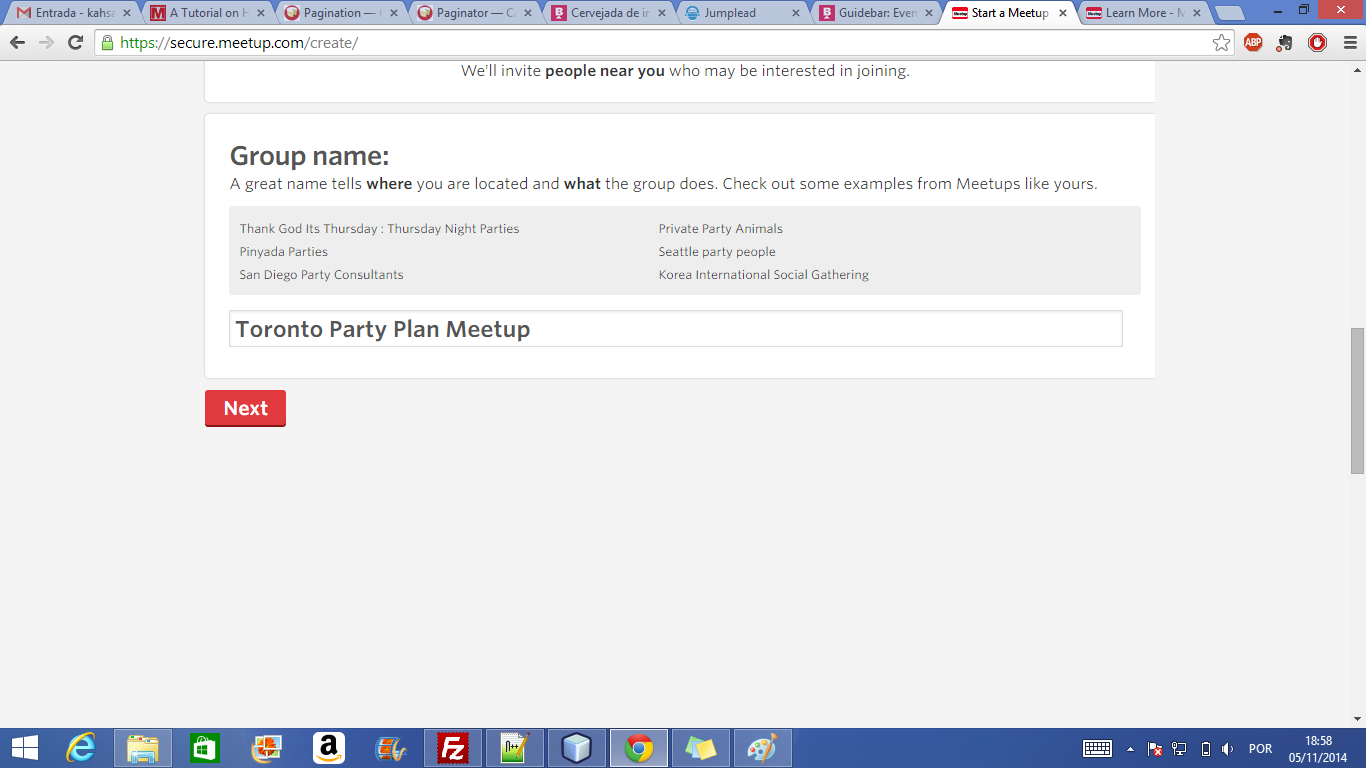 Entrada - kahsa
A Tutorial on H
Pagination — C
Paginator — C
Cervejada de in
Jumplead
Guidebar: Even
Start a Meetup
Learn More - M
https://secure.meetup.com/create/
ABP
We'll invite people near you who may be interested in joining.
Group name:
A great name tells where you are located and what the group does. Check out some examples from Meetups like yours.
Thank God Its Thursday : Thursday Night Parties
Private Party Animals
Pinyada Parties
Seattle party people
San Diego Party Consultants
Korea International Social Gathering
Toronto Party Plan Meetup
Next
POR
18:58
05/11/2014